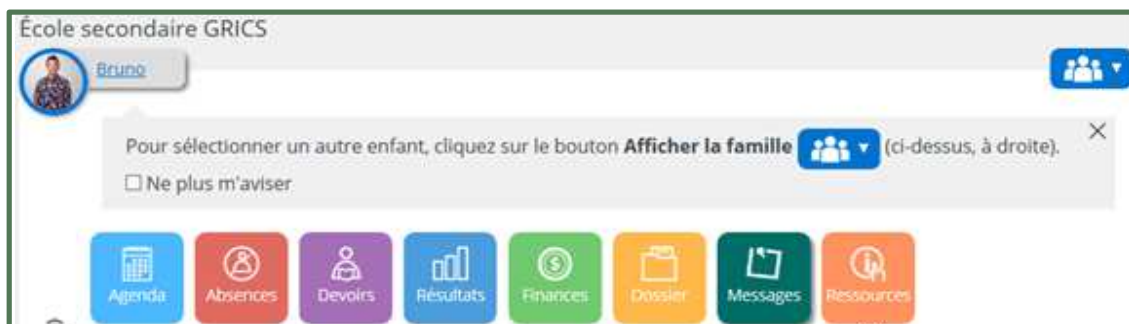 École secondaire GRICS
Bruno
Pour sélectionner un autre enfant, cliquez sur le bouton Afficher la famille (ci-dessus, à droite).
Ne plus m'aviser
Agenda Absences Devoirs Résultats Finances Dossier Messages Ressources